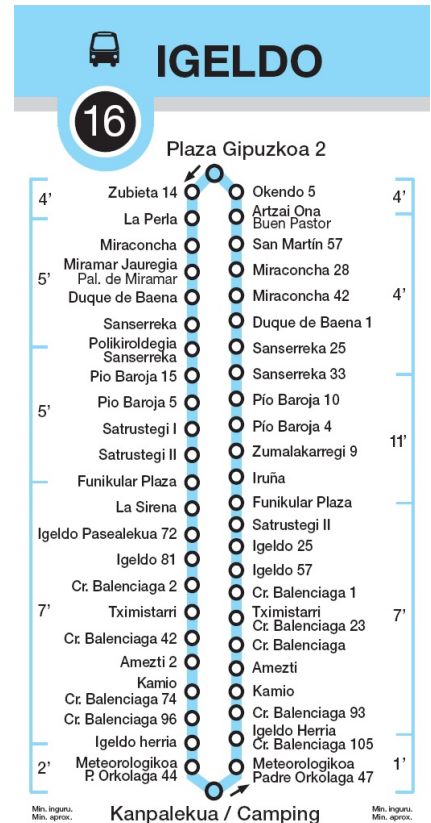 IGELDO
16
Plaza Gipuzkoa 2
4’
Zubieta 14
La Perla
5’
Miraconcha
Miramar Jauregia
Pal. de Miramar
Duque de Baena
Sanserreka
Polikiroldegia
Sanserreka
5’
Pio Baroja 15
Pio Baroja 5
Satrustegi I
Satrustegi II
Funikular Plaza
7’
La Sirena
Igeldo Pasealekua 72
Igeldo 81
Cr. Balenciaga 2
Tximistarri
Cr. Balenciaga 42
Amezti 2
Kamio
Cr. Balenciaga 74
Cr. Balenciaga 96
Igeldo herria
2’
Meteorologikoa
P. Orkolaga 44
Okendo 5
4’
Artzai Ona
Buen Pastor
San Martín 57
Miraconcha 28
Miraconcha 42
4’
Duque de Baena 1
Sanserreka 25
Sanserreka 33
Pío Baroja 10
Pío Baroja 4
Zumalakarregi 9
11’
Iruña
Funikular Plaza
Satrustegi II
Igeldo 25
Igeldo 57
Cr. Balenciaga 1
Tximistarri
Cr. Balenciaga 23
7’
Cr. Balenciaga
Amezti
Kamio
Cr. Balenciaga 93
Igeldo Herria
Cr. Balenciaga 105
Meteorologikoa
Padre Orkolaga 47
1’
Min. inguru.
Min. aprox.
Kanpalekua / Camping
Min. inguru.
Min. aprox.